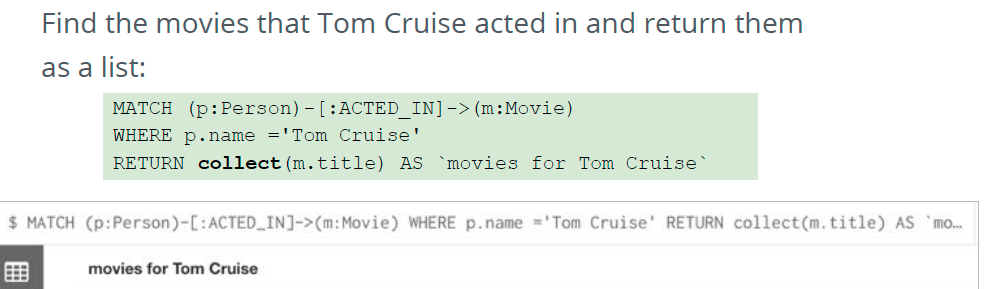 Find the movies that Tom Cruise acted in and return them
as a list:
MATCH (p:Person)-[:ACTED_IN]->(m:Movie)
WHERE p.name ='Tom Cruise'
RETURN collect(m.title) AS `movies for Tom Cruise`
$ MATCH (p:Person)-[:ACTED_IN]->(m:Movie) WHERE p.name ='Tom Cruise' RETURN collect(m.title) AS `mo…
movies for Tom Cruise